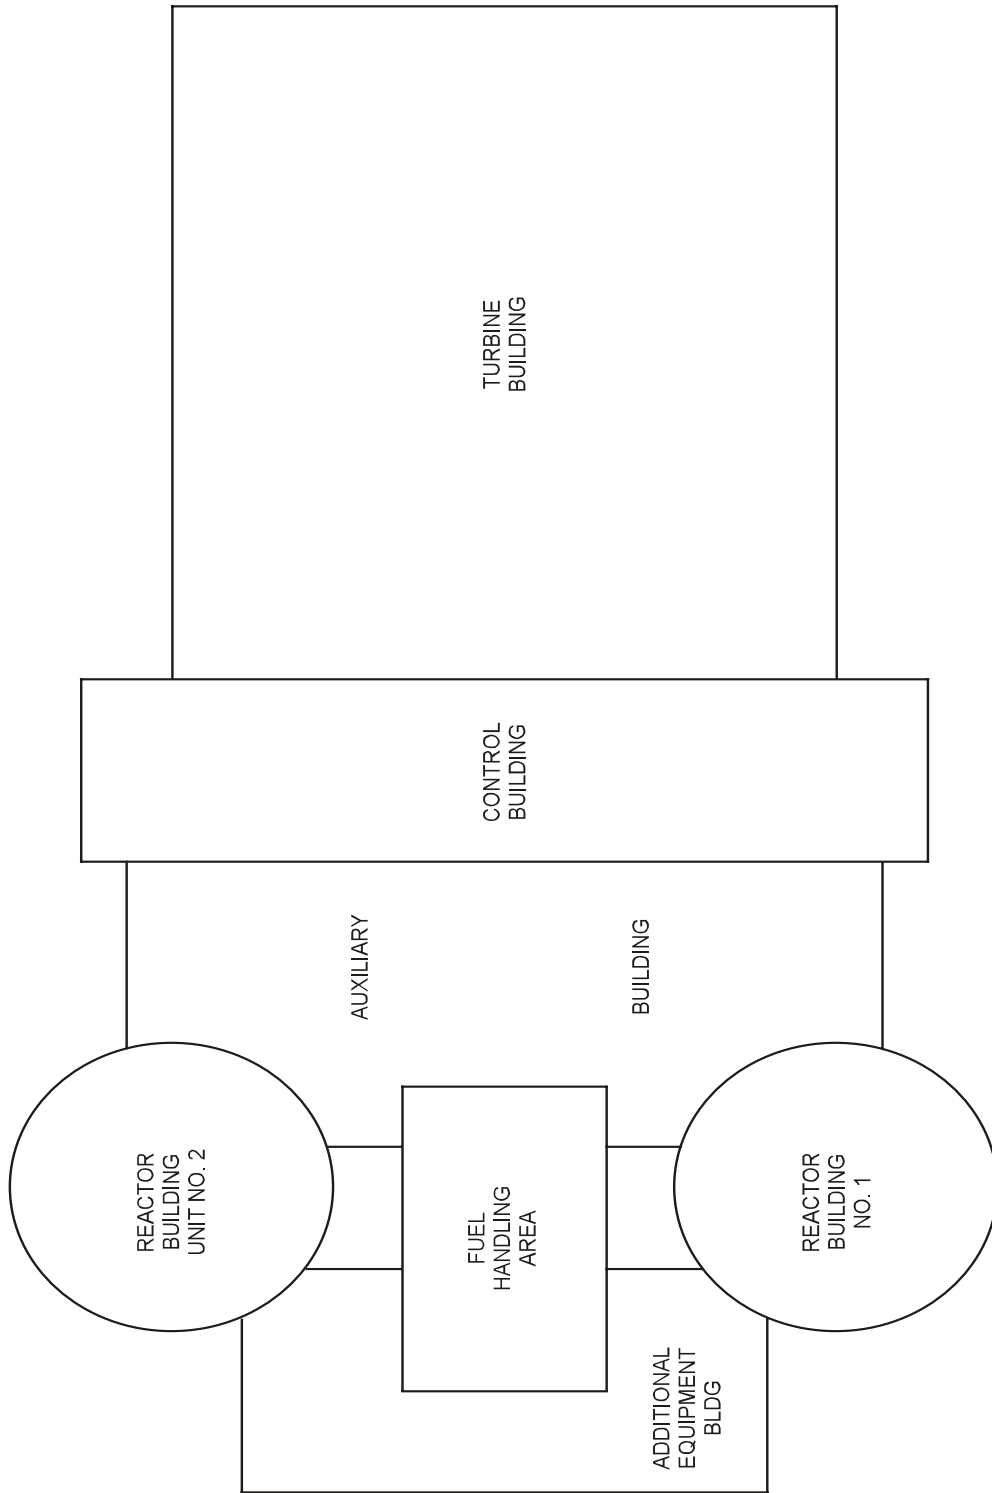 REACTOR
BUILDING
UNIT NO. 2
AUXILIARY
TURBINE
BUILDING
CONTROL
BUILDING
FUEL
HANDLING
AREA
BUILDING
ADDITIONAL
EQUIPMENT
BLDG
REACTOR
BUILDING
NO. 1